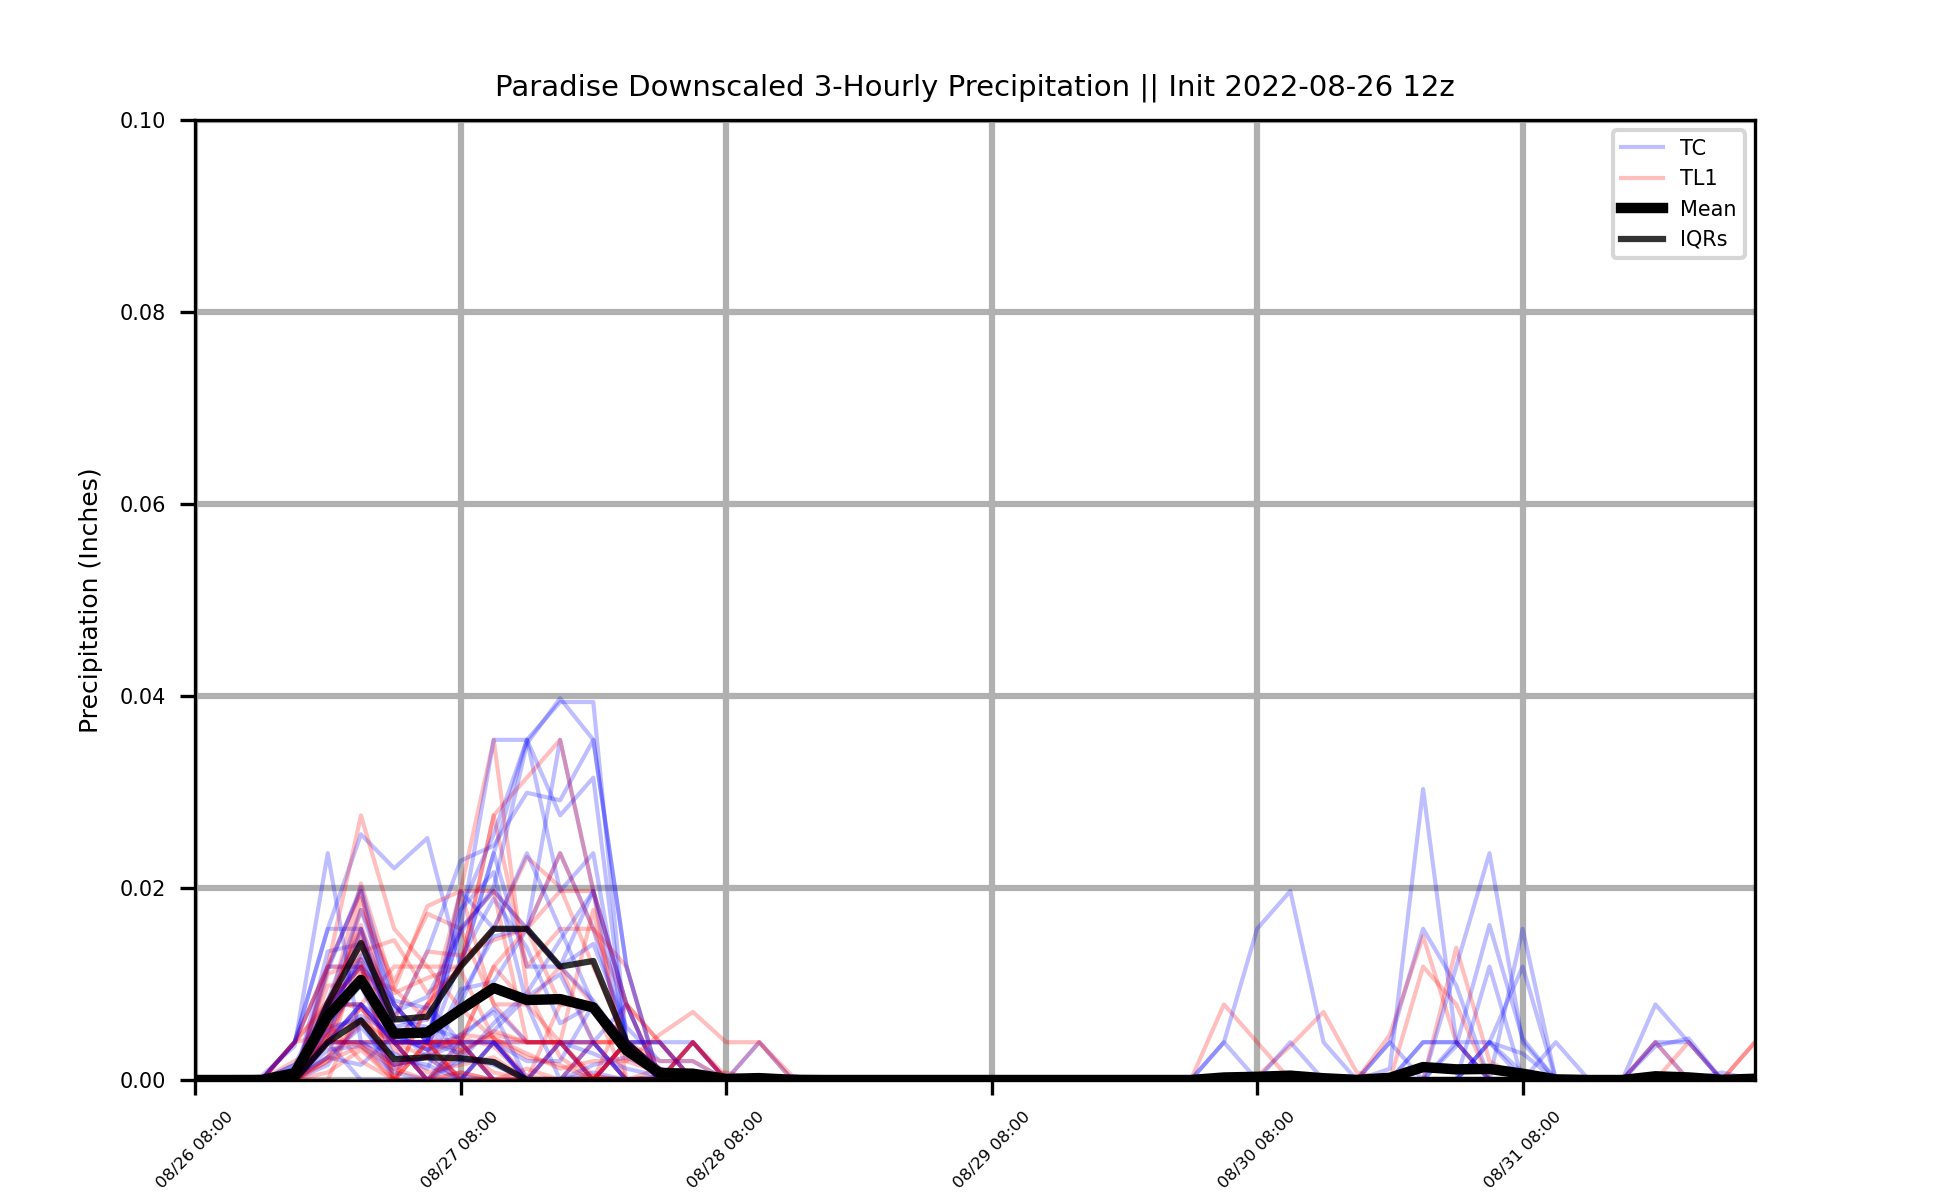 Paradise Downscaled 3-Hourly Precipitation || Init 2022-08-26 12z
TC
TL1
Mean
IQRs
Precipitation (Inches)
0.10
0.08
0.06
0.04
0.02
0.00
08/26 08:00
08/27 08:00
08/28 08:00
08/29 08:00
08/30 08:00
08/31 08:00